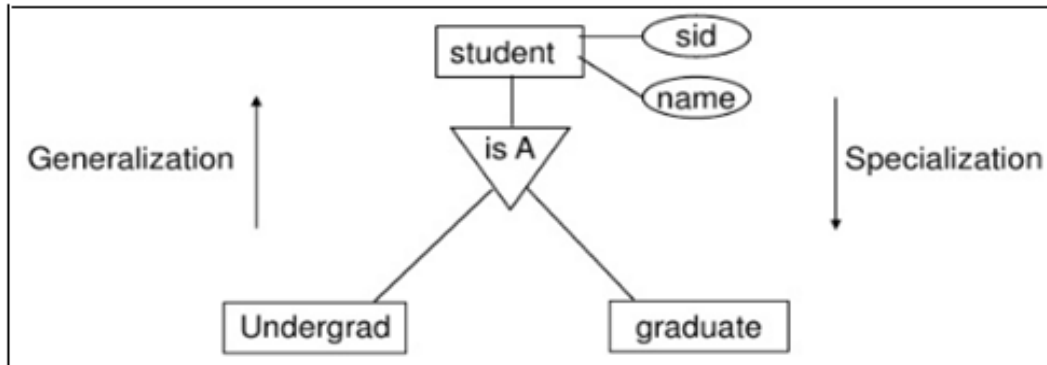 student
sid
name
is A
Generalization
Specialization
Undergrad
graduate